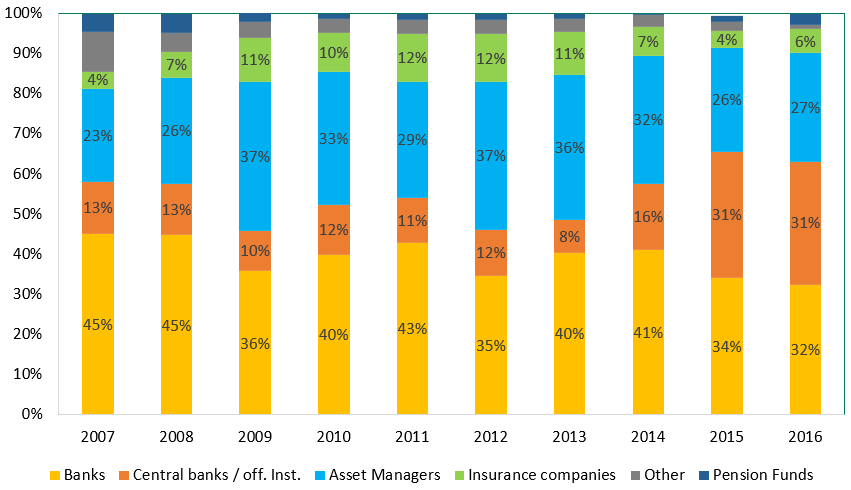 100%
90%
80%
70%
60%
50%
40%
30%
20%
10%
0%
4% 7% 11% 10% 12% 12% 11% 7% 4% 6%
23% 26% 37% 33% 29% 37% 36% 32% 26% 27%
13% 13% 10% 12% 11% 12% 8% 16% 31% 31%
45% 45% 36% 40% 43% 35% 40% 41% 34% 32%
2007 2008 2009 2010 2011 2012 2013 2014 2015 2016
Banks Central banks / off. Inst. Asset Managers Insurance companies Other Pension Funds